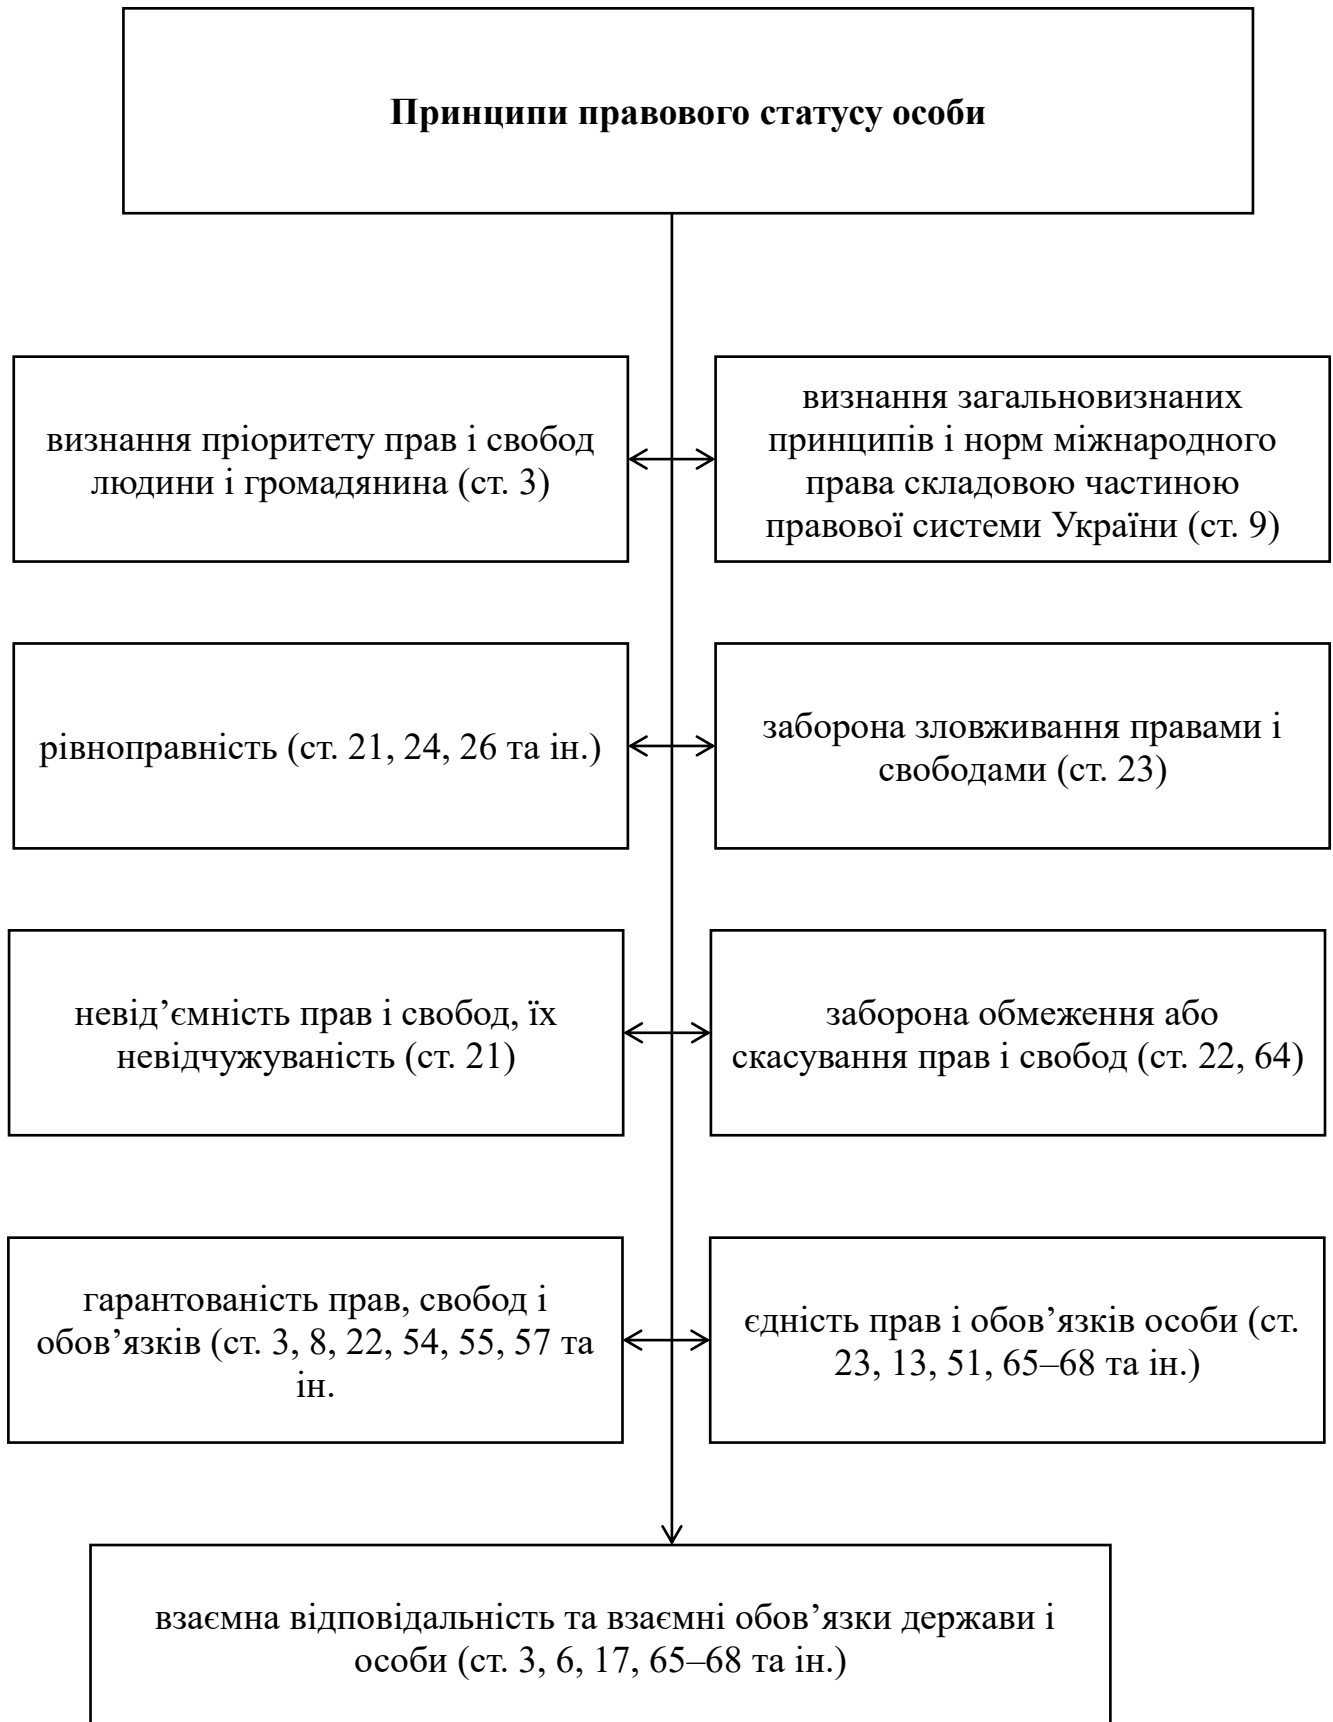 Принципи правового статусу особи
визнання пріоритету прав і свобод
людини і громадянина (ст. 3)
визнання загальновизнаних
принципів і норм міжнародного
права складовою частиною
правової системи України (ст. 9)
рівноправність (ст. 21, 24, 26 та ін.)
заборона зловживання правами і
свободами (ст. 23)
невід’ємність прав і свобод, їх
невідчужуваність (ст. 21)
заборона обмеження або
скасування прав і свобод (ст. 22, 64)
гарантованість прав, свобод і
обов’язків (ст. 3, 8, 22, 54, 55, 57 та
ін.
єдність прав і обов’язків особи (ст.
23, 13, 51, 65–68 та ін.)
взаємна відповідальність та взаємні обов’язки держави і
особи (ст. 3, 6, 17, 65–68 та ін.)